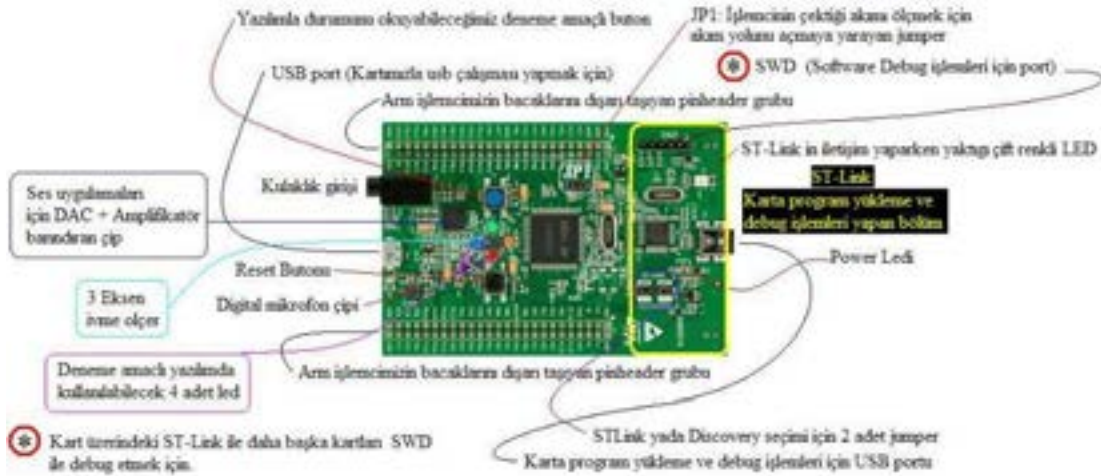 Yazılımla durumunu okuyabileceğimiz deneme amaçlı buton
JP1: İşlemcinin çektiği akımı ölçmek için
akım yolunu açmaya yarayan jumper
SWD (Software Debug işlemleri için port)
USB port (Kartımızla usb çalışması yapmak için)
Arm işlemcimizin bacaklarını dışarı taşıyan pinheader grubu
ST-Link in iletişim yaparken yaktığı çift renkli LED
JP1
Kulaklık girişi
ST-Link
Karta program yükleme ve
debug işlemleri yapan bölüm
Ses uygulamaları
için DAC + Amplifikatör
barındıran çip
Power Ledi
Reset Butonu
3 Eksen
ivme ölçer
Digital mikrofon çipi
Arm işlemcimizin bacaklarını dışarı taşıyan pinheader grubu
Deneme amaclı yazılımda
kullanılabilecek 4 adet led
Kart üzerindeki ST-Link ile daha başka kartları SWD
ile debug etmek için.
STLink yada Discovery seçimi için 2 adet jumper
Karta program yükleme ve debug işlemleri için USB portu